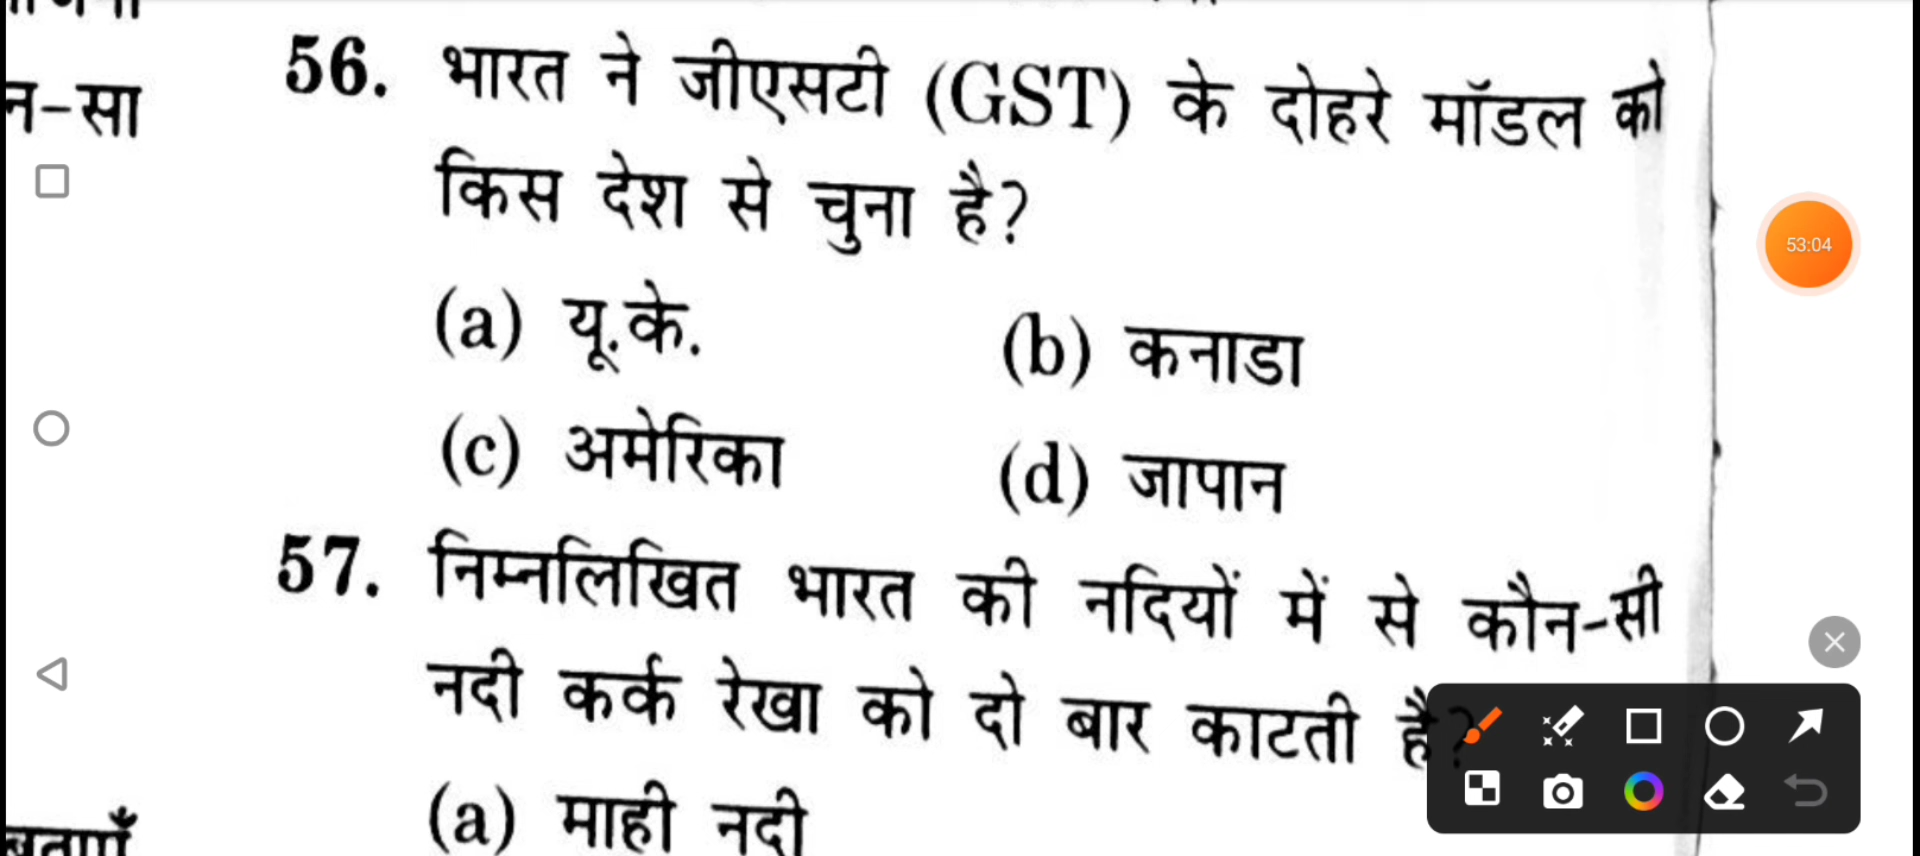 न-सा
56. भारत ने जीएसटी (GST) के दोहरे मॉडल को
किस देश से चुना है?
(a) यू.के. (b) कनाडा
(c) अमेरिका (d) जापान
57. निम्नलिखित भारत की नदियों में से कौन-सी
नदी कर्क रेखा को दो बार काटती है?
(a) माही नदी
53:04